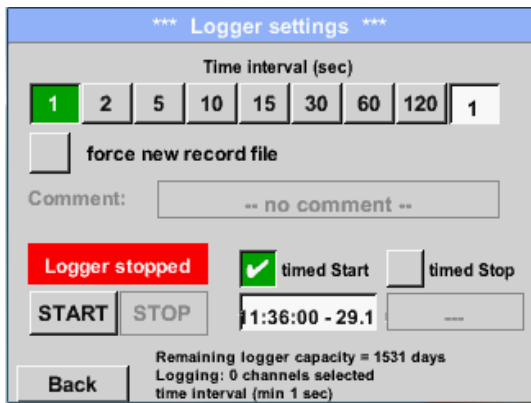 *** Logger settings ***
Time interval (sec)
1 2 5 10 15 30 60 120 1
force new record file
Comment: -- no comment --
Logger stopped timed Start timed Stop
START STOP 11:36:00 - 29.1 ---
Remaining logger capacity = 1531 days
Logging: 0 channels selected
time interval (min 1 sec)
Back